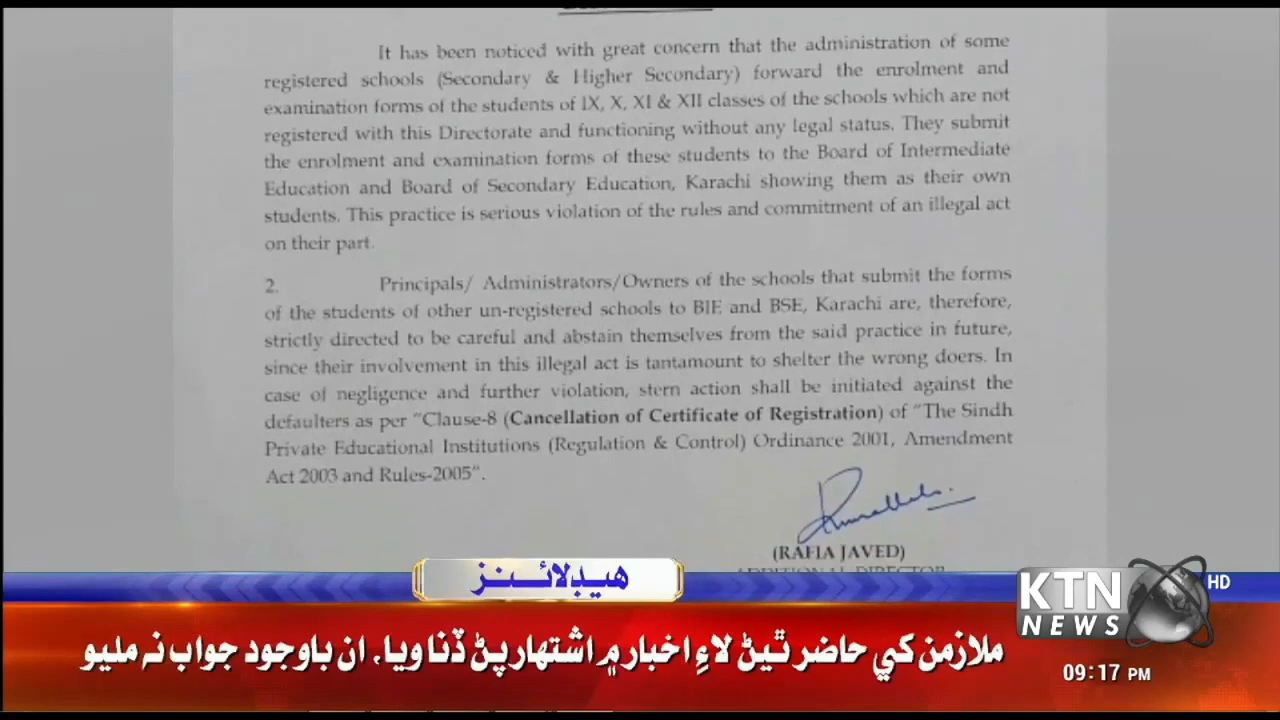 It has been noticed with great concern that the administration of some
registered schools (Secondary & Higher Secondary) forward the enrolment and
examination forms of the students of IX, X, XI & XII classes of the schools which are not
registered with this Directorate and functioning without any legal status. They submit
the enrolment and examination forms of these students to the Board of Intermediate
Education and Board of Secondary Education, Karachi showing them as their own
students. This practice is serious violation of the rules and commitment of an illegal act
on their part.
2. Principals/ Administrators/Owners of the schools that submit the forms
of the students of other un-registered schools to BIE and BSE, Karachi are, therefore,
strictly directed to be careful and abstain themselves from the said practice in future,
since their involvement in this illegal act is tantamount to shelter the wrong doers. In
case of negligence and further violation, stern action shall be initiated against the
defaulters as per "Clause-8 (Cancellation of Certificate of Registration) of "The Sindh
Private Educational Institutions (Regulation & Control) Ordinance 2001, Amendment
Act 2003 and Rules-2005".
(RAFIA JAVED)
ADDITIONAL DIRECTOR
هيڊلائنز
KTN
NEWS
HD
ملازمن کي حاضر ٿيڻ لاءِ اخبار ۾ اشتهار پڻ ڏنا ويا، ان باوجود جواب نہ مليو
09:17 PM